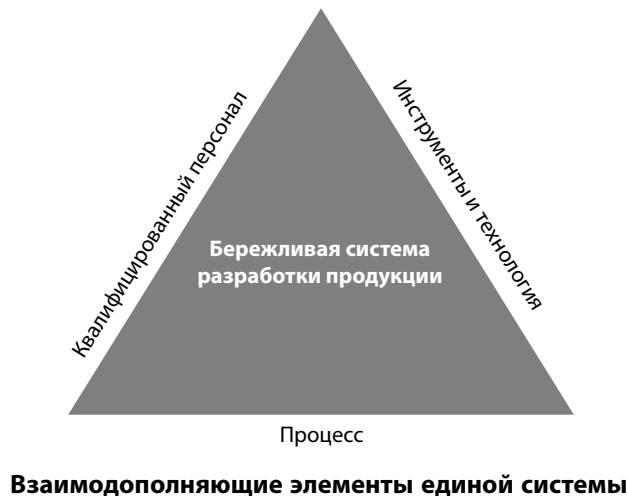 Квалифицированный персонал
Инструменты и технология
Бережливая система
разработки продукции
Процесс
Взаимодополняющие элементы единой системы